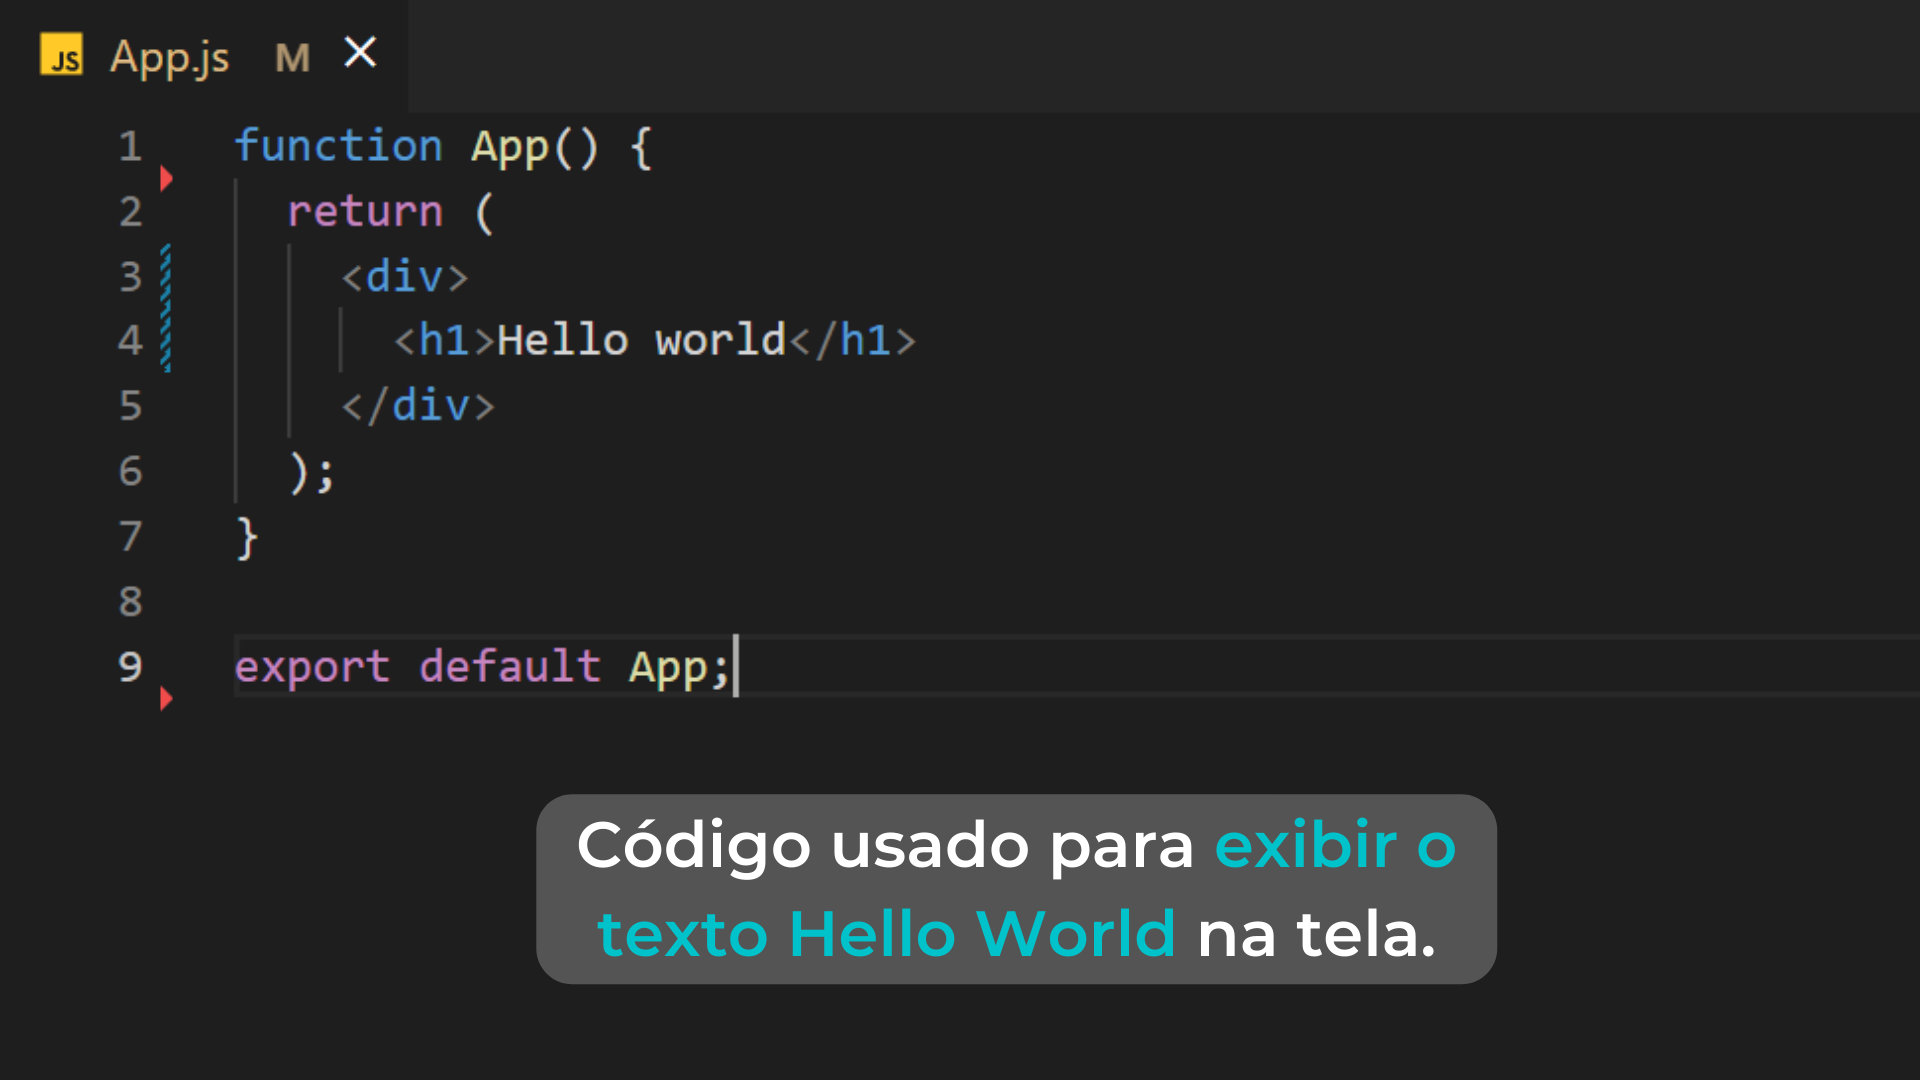 JS App.js M
1 function App() {
2 return (
3 <div>
4 <h1>Hello world</h1>
5 </div>
6 );
7 }
8
9 export default App;
Código usado para exibir o
texto Hello World na tela.